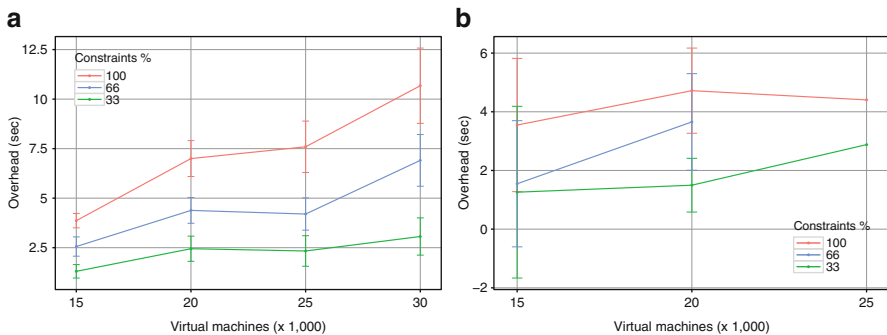 a
Constraints %
100
66
33
12.5
10
7.5
5
2.5
Overhead (sec)
15
20
25
30
Virtual machines (x 1,000)
b
6
4
2
0
−2
Overhead (sec)
Constraints %
100
66
33
15
20
25
Virtual machines (x 1,000)